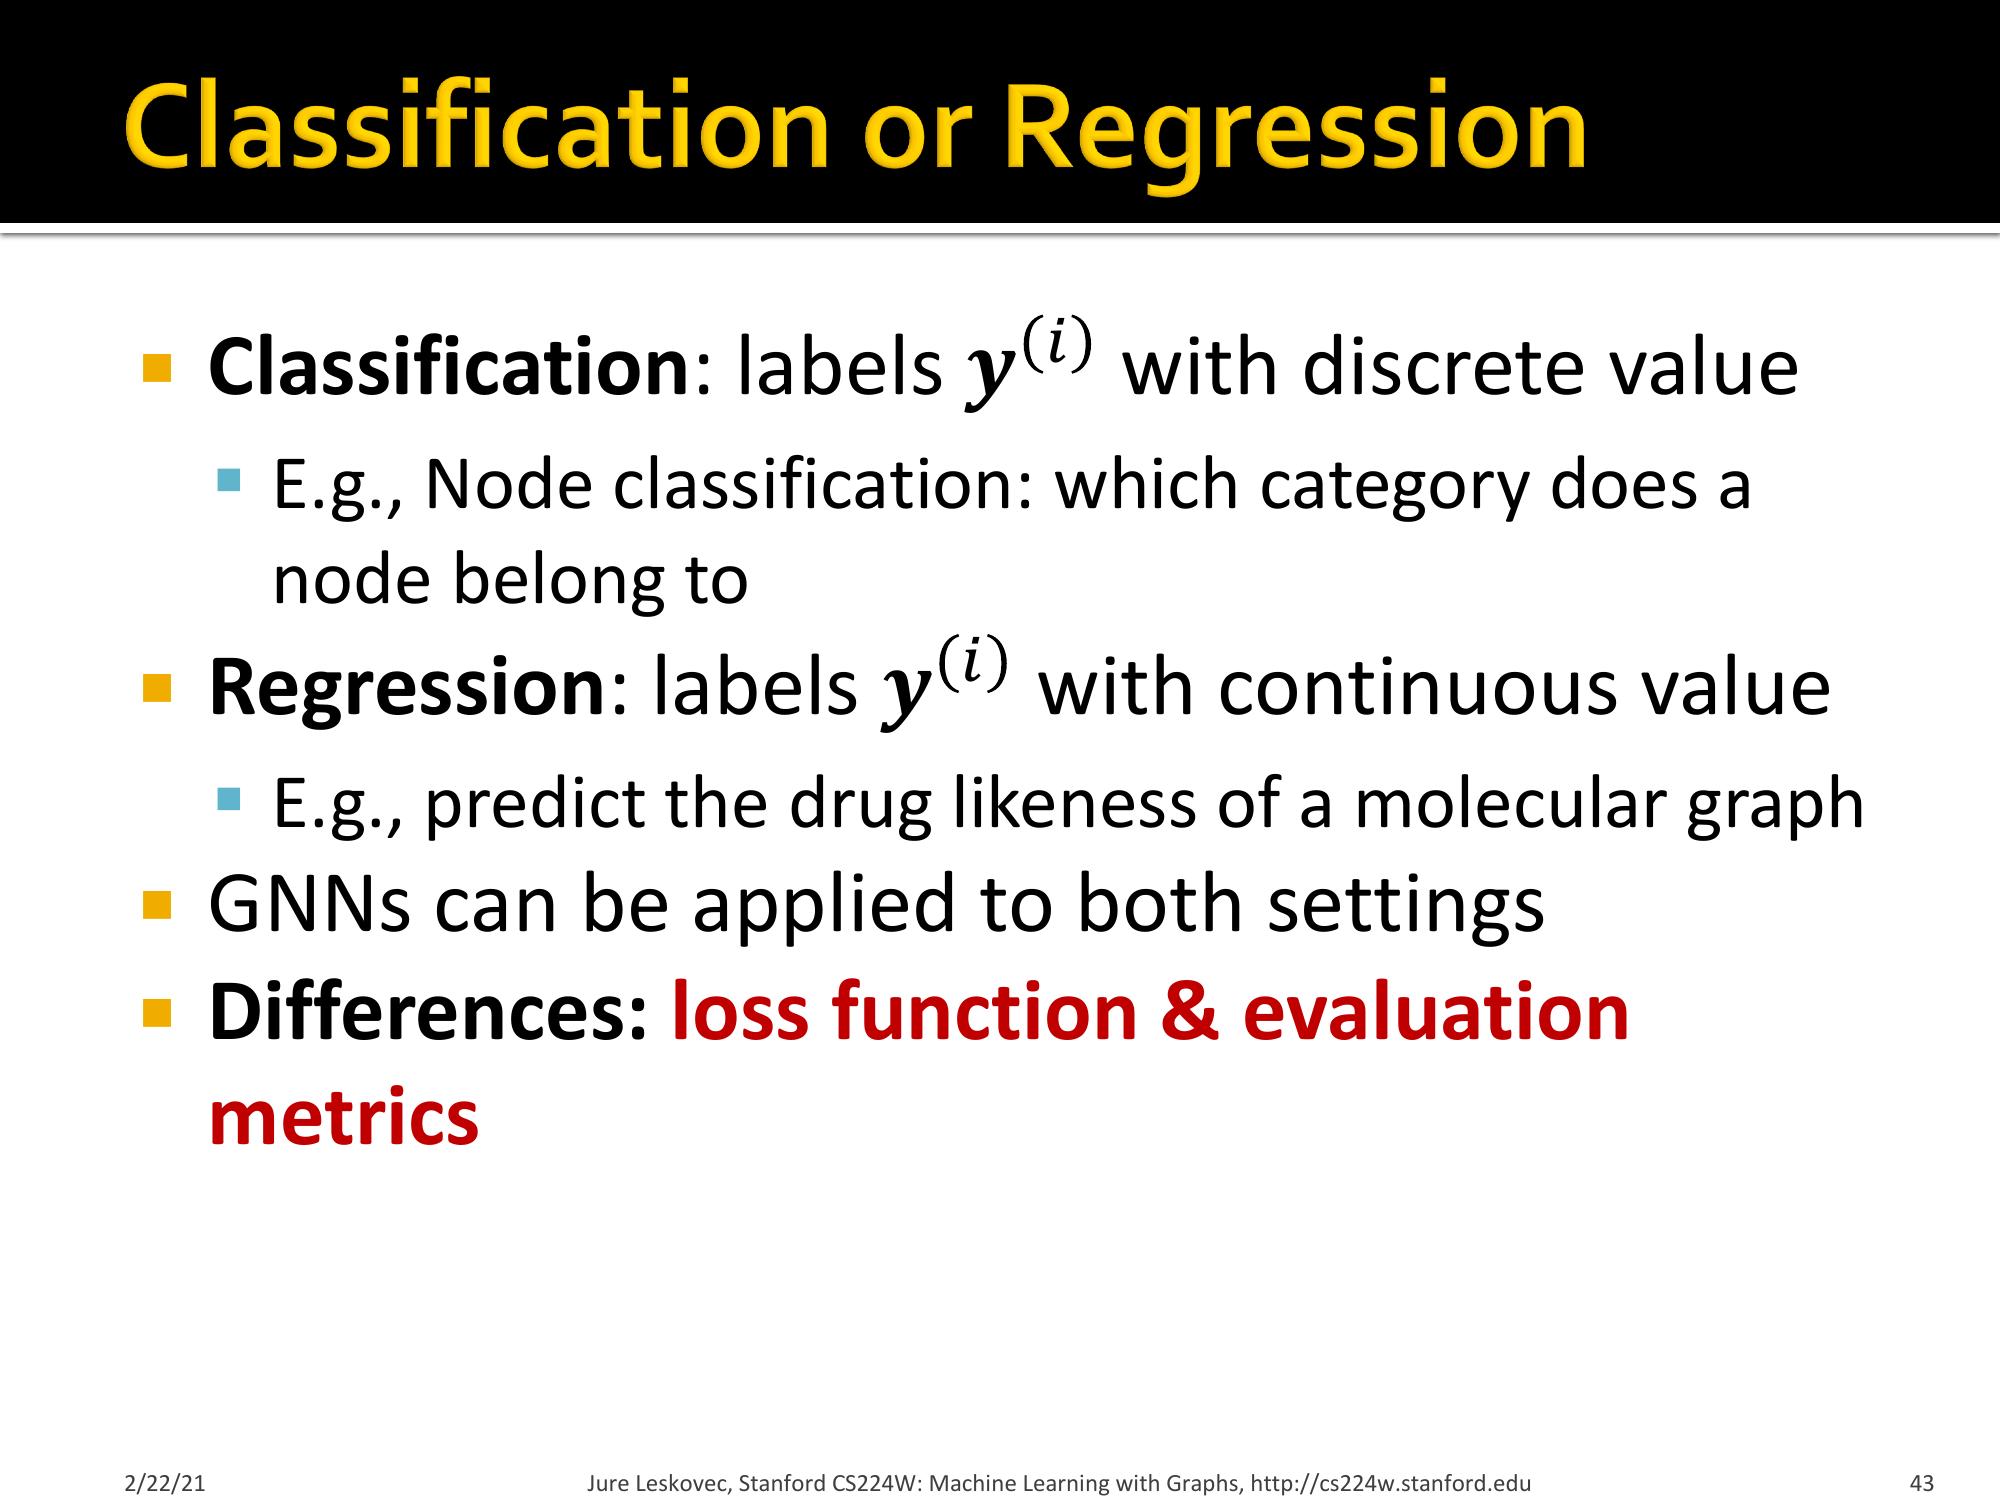 Classification or Regression
▪ Classification: labels 𝒚⁽ⁱ⁾ with discrete value
▪ E.g., Node classification: which category does a
node belong to
▪ Regression: labels 𝒚⁽ⁱ⁾ with continuous value
▪ E.g., predict the drug likeness of a molecular graph
▪ GNNs can be applied to both settings
▪ Differences: loss function & evaluation
metrics
2/22/21 Jure Leskovec, Stanford CS224W: Machine Learning with Graphs, http://cs224w.stanford.edu 43